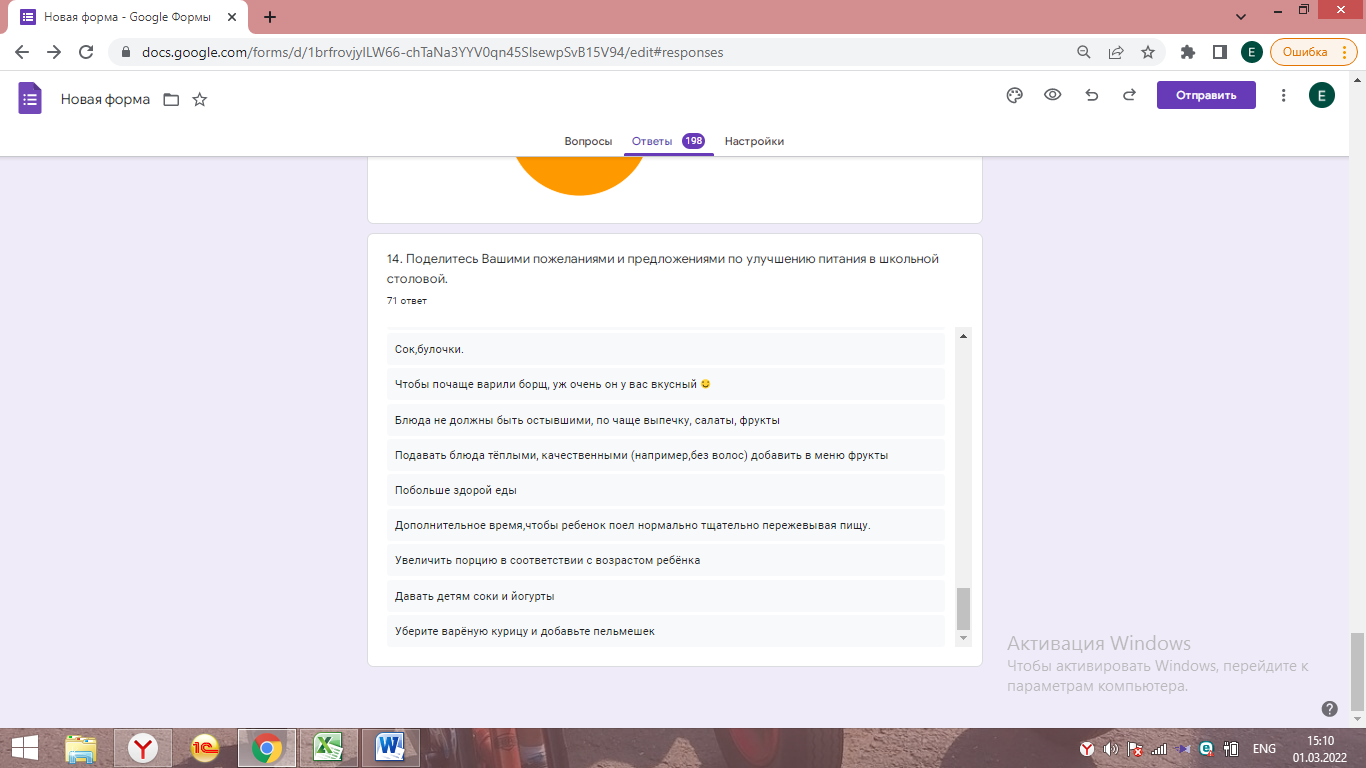 Новая форма - Google Формы
docs.google.com/forms/d/1brfrovjyILW66-chTaNa3YYV0qn45SIsewpSvB15V94/edit#responses
E
Ошибка
Новая форма
Отправить
E
Вопросы
Ответы 198
Настройки
14. Поделитесь Вашими пожеланиями и предложениями по улучшению питания в школьной
столовой.
71 ответ
Сок,булочки.
Чтобы почаще варили борщ, уж очень он у вас вкусный 😋
Блюда не должны быть остывшими, по чаще выпечку, салаты, фрукты
Подавать блюда тёплыми, качественными (например,без волос) добавить в меню фрукты
Побольше здорой еды
Дополнительное время,чтобы ребенок поел нормально тщательно пережевывая пищу.
Увеличить порцию в соответствии с возрастом ребёнка
Давать детям соки и йогурты
Уберите варёную курицу и добавьте пельмешек
Активация Windows
Чтобы активировать Windows, перейдите к
параметрам компьютера.
ENG
15:10
01.03.2022